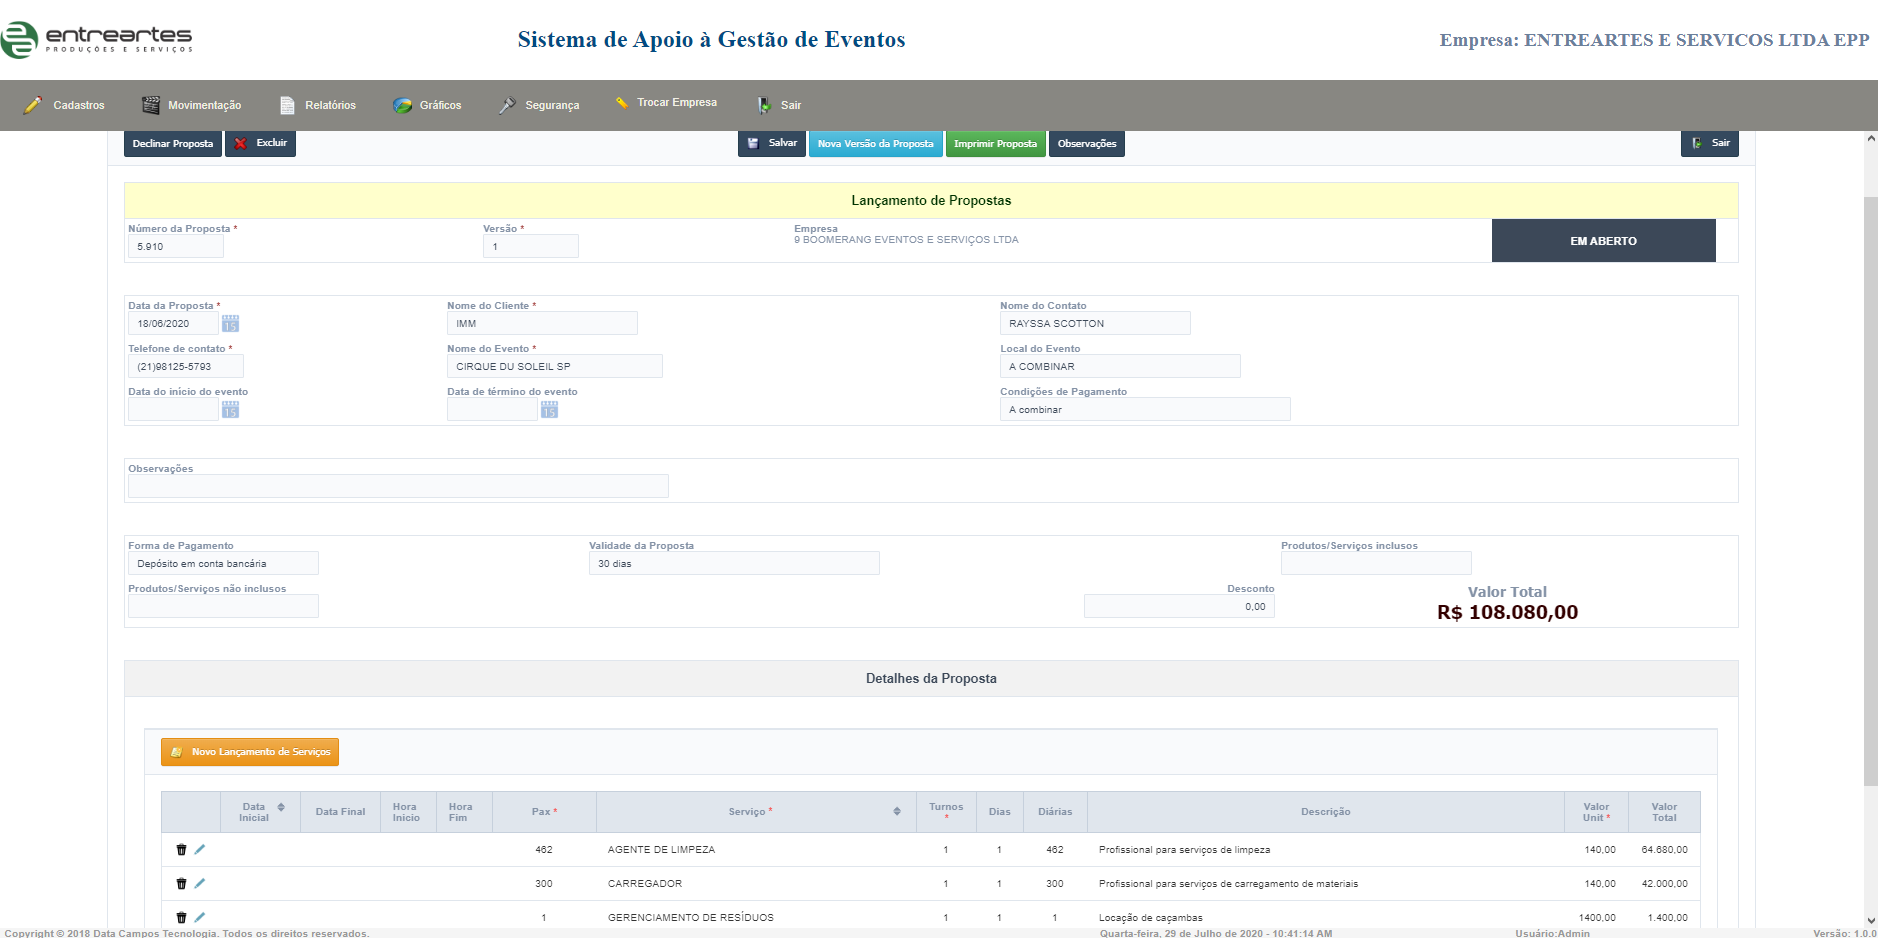 entreartes
PRODUÇÕES E SERVIÇOS
Sistema de Apoio à Gestão de Eventos
Empresa: ENTREARTES E SERVICOS LTDA EPP
Cadastros Movimentação Relatórios Gráficos Segurança Trocar Empresa Sair
Declinar Proposta Excluir Salvar Nova Versão da Proposta Imprimir Proposta Observações Sair
Lançamento de Propostas
Número da Proposta * Versão * Empresa
5.910 1 9 BOOMERANG EVENTOS E SERVIÇOS LTDA EM ABERTO
Data da Proposta * Nome do Cliente * Nome do Contato
18/06/2020 15 IMM RAYSSA SCOTTON
Telefone de contato * Nome do Evento * Local do Evento
(21)98125-5793 CIRQUE DU SOLEIL SP A COMBINAR
Data do início do evento Data de término do evento Condições de Pagamento
15 15 A combinar
Observações
Forma de Pagamento Validade da Proposta Produtos/Serviços inclusos
Depósito em conta bancária 30 dias
Produtos/Serviços não inclusos Desconto Valor Total
0,00 R$ 108.080,00
Detalhes da Proposta
Novo Lançamento de Serviços
Data Inicial Data Final Hora Inicio Hora Fim Pax * Serviço * Turnos * Dias Diárias Descrição Valor Unit * Valor Total
462 AGENTE DE LIMPEZA 1 1 462 Profissional para serviços de limpeza 140,00 64.680,00
300 CARREGADOR 1 1 300 Profissional para serviços de carregamento de materiais 140,00 42.000,00
1 GERENCIAMENTO DE RESÍDUOS 1 1 1 Locação de caçambas 1400,00 1.400,00
Copyright © 2018 Data Campos Tecnologia. Todos os direitos reservados. Quarta-feira, 29 de Julho de 2020 - 10:41:14 AM Usuário:Admin Versão: 1.0.0